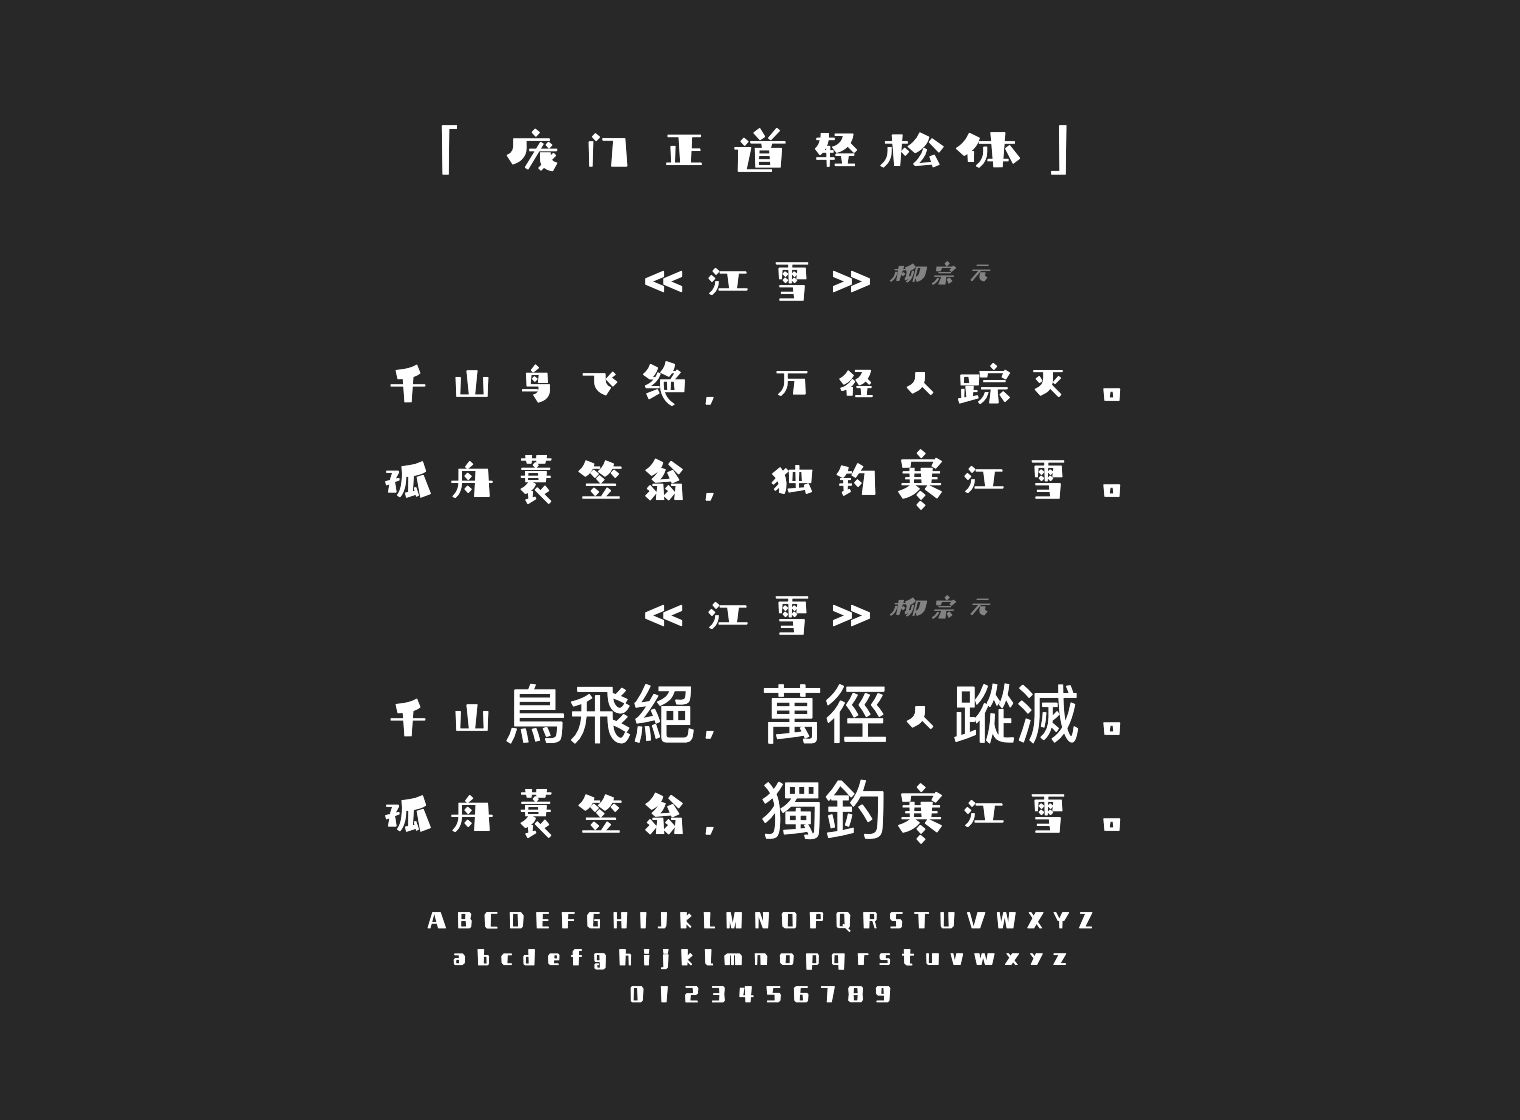 「庞门正道轻松体」
《江雪》柳宗元
千山鸟飞绝，万径人踪灭。
孤舟蓑笠翁，独钓寒江雪。
《江雪》柳宗元
千山鳥飛絕，萬徑人蹤滅。
孤舟蓑笠翁，獨釣寒江雪。
ABCDEFGHIJkLMNOPQRSTUVWXYZ
abcdefghijklmnopqrstuvwxyz
0123456789